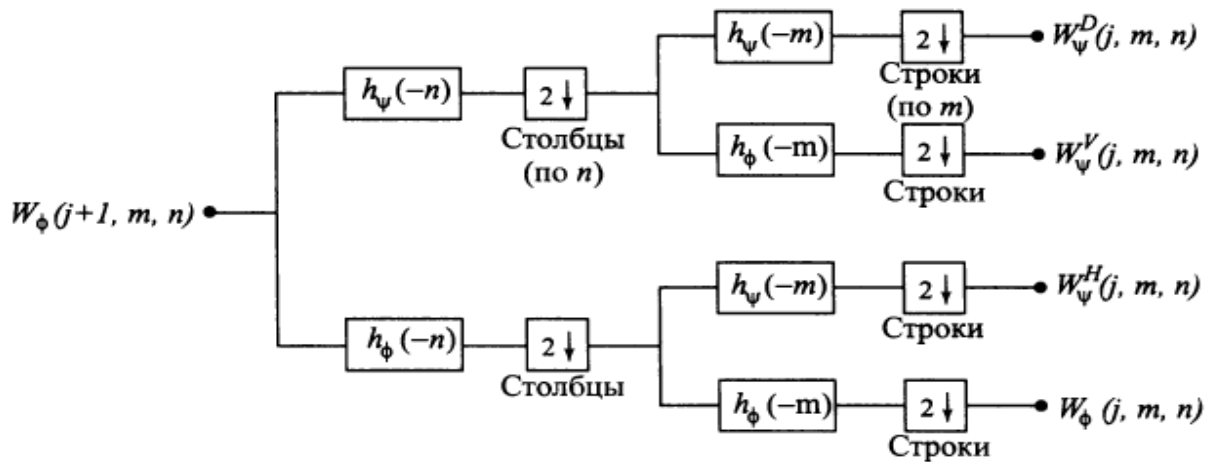 h_ψ(−m)
2↓
W_ψ^D(j, m, n)
Строки
(по m)
h_ψ(−n)
2↓
Столбцы
(по n)
h_ϕ(−m)
2↓
W_ψ^V(j, m, n)
Строки
W_ϕ(j+1, m, n)
h_ψ(−m)
2↓
W_ψ^H(j, m, n)
Строки
h_ϕ(−n)
2↓
Столбцы
h_ϕ(−m)
2↓
W_ϕ (j, m, n)
Строки